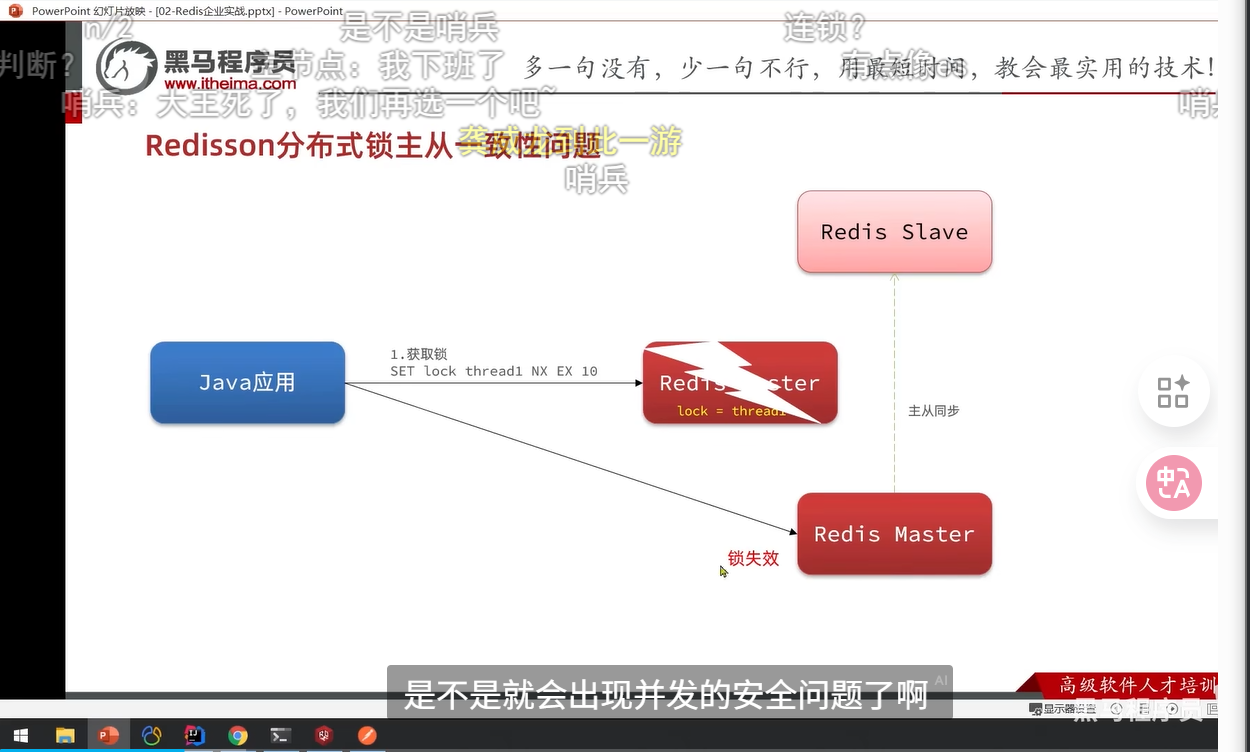 PowerPoint 幻灯片放映 - [02-Redis企业实战.pptx] - PowerPoint
n/2
是不是哨兵
连锁?
判断?
节点: 我下班了
黑马程序员
www.itheima.com
多一句没有，少一句不行，用最短时间，教会最实用的技术！
哨兵: 大王死了, 我们再选一个吧~
Redisson分布式锁主从一致性问题
龚成龙到此一游
哨兵
Redis Slave
1.获取锁
SET lock thread1 NX EX 10
Java应用
Redis Master
lock = thread1
主从同步
Redis Master
锁失效
是不是就会出现并发的安全问题了啊
AI
高级软件人才培训
显示器设置
黑马程序员
中
A